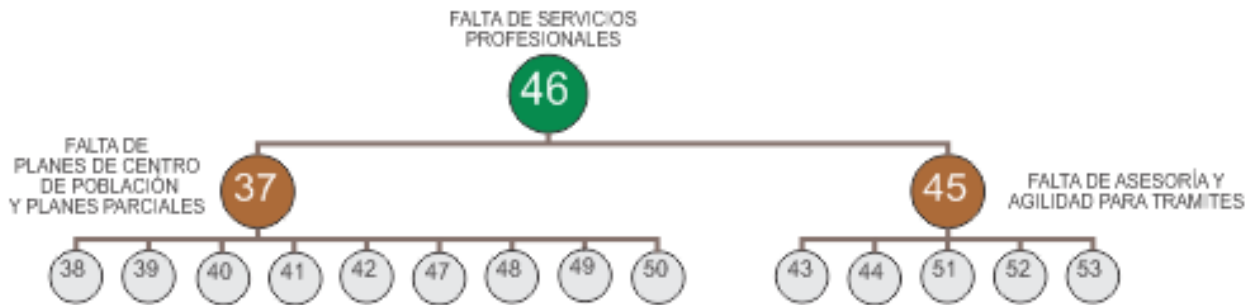 FALTA DE SERVICIOS
PROFESIONALES
46
FALTA DE
PLANES DE CENTRO
DE POBLACIÓN
Y PLANES PARCIALES
37
45
FALTA DE ASESORÍA Y
AGILIDAD PARA TRAMITES
38 39 40 41 42 47 48 49 50 43 44 51 52 53